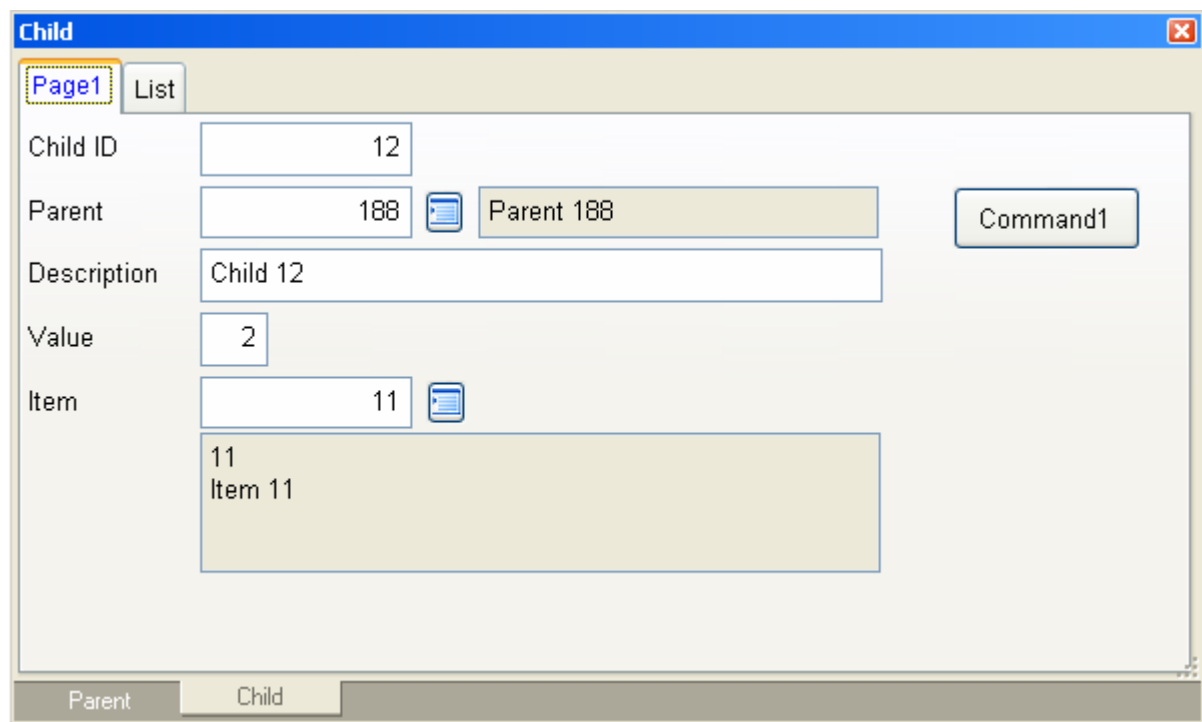 Child
Page1 List
Child ID 12
Parent 188 Parent 188 Command1
Description Child 12
Value 2
Item 11
11
Item 11
Parent Child